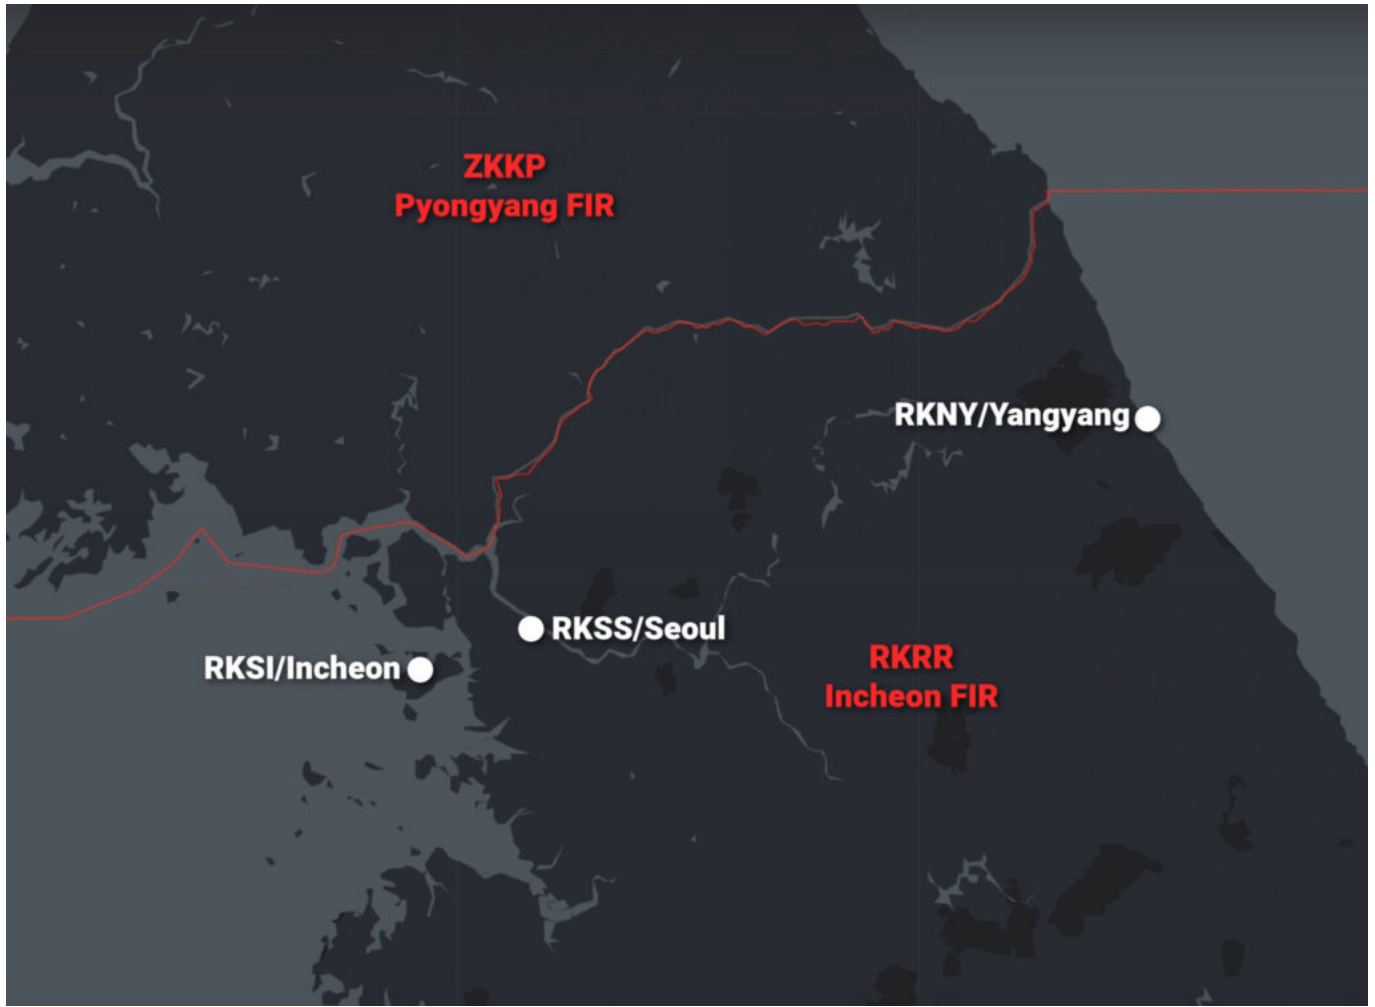 ZKKP
Pyongyang FIR
RKNY/Yangyang
RKSS/Seoul
RKSI/Incheon
RKRR
Incheon FIR